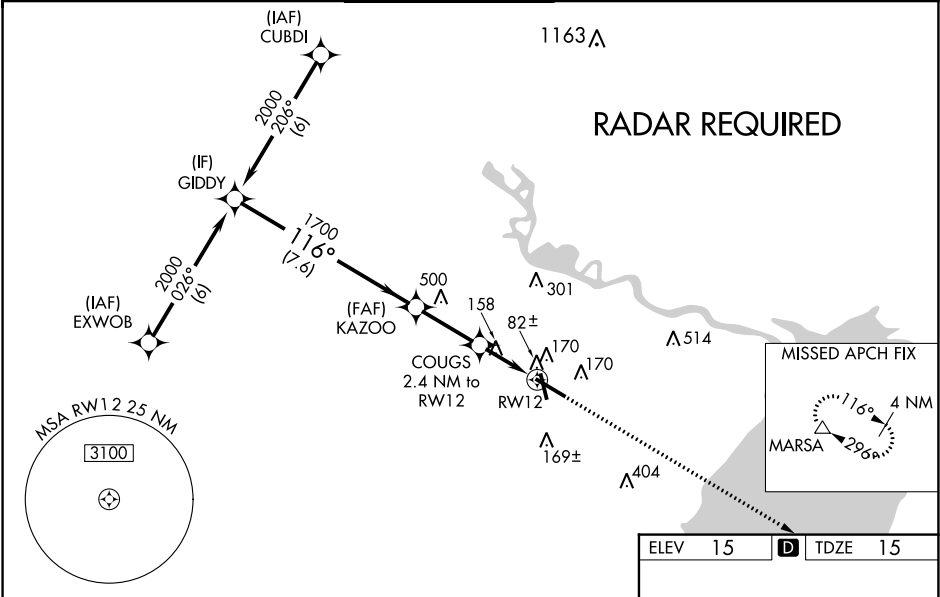 (IAF)
CUBDI
1163
RADAR REQUIRED
2000
206°
(6)
(IF)
GIDDY
1700
116°
(7.6)
2000
026°
(6)
(IAF)
EXWOB
500
301
(FAF)
KAZOO
158
82±
170
514
COUGS
2.4 NM to
RW12
170
RW12
MISSED APCH FIX
116°
4 NM
MARSA
296°
MSA RW12 25 NM
3100
169±
404
ELEV 15 D TDZE 15